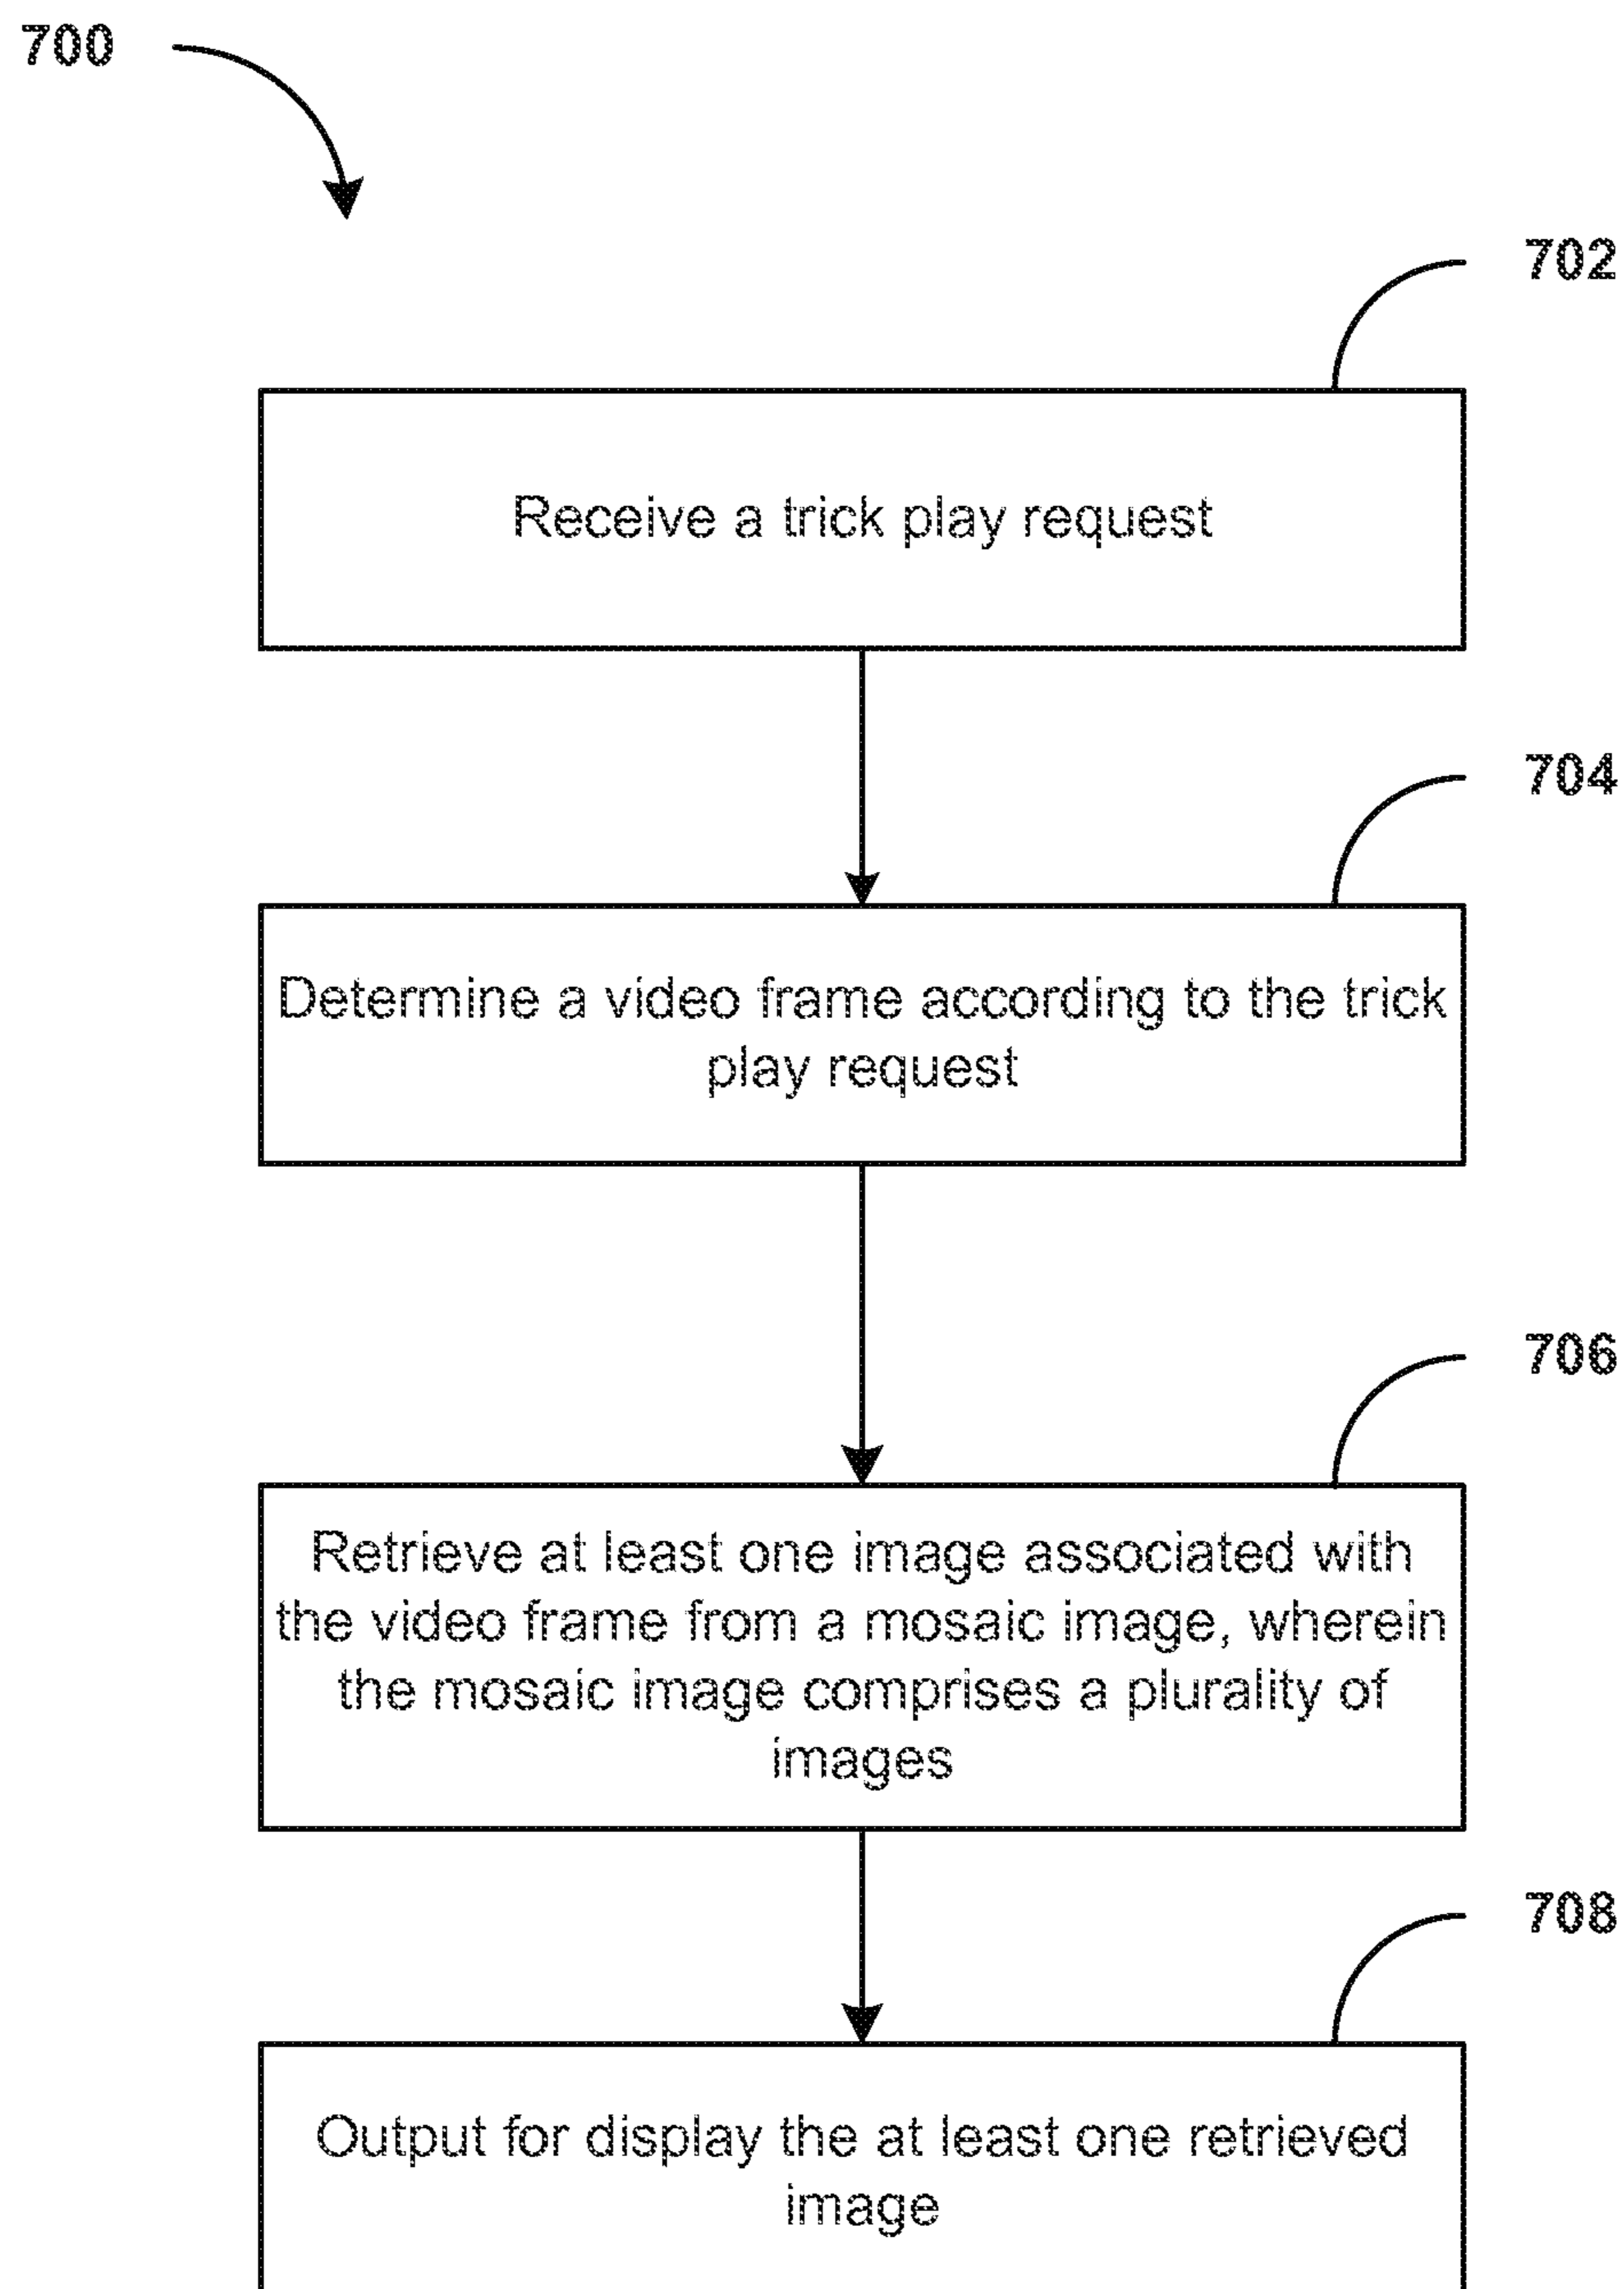 700
702
Receive a trick play request
704
Determine a video frame according to the trick
play request
706
Retrieve at least one image associated with
the video frame from a mosaic image, wherein
the mosaic image comprises a plurality of
images
708
Output for display the at least one retrieved
image